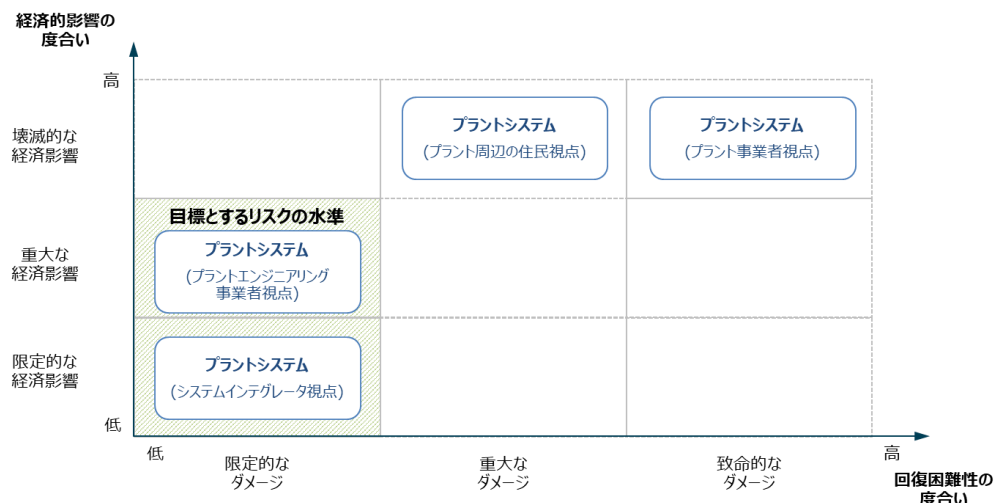 経済的影響の
度合い
高
壊滅的な
経済影響
プラントシステム
(プラント周辺の住民視点)
プラントシステム
(プラント事業者視点)
目標とするリスクの水準
重大な
経済影響
プラントシステム
(プラントエンジニアリング
事業者視点)
限定的な
経済影響
プラントシステム
(システムインテグレータ視点)
低
低
限定的な
ダメージ
重大な
ダメージ
致命的な
ダメージ
高
回復困難性の
度合い